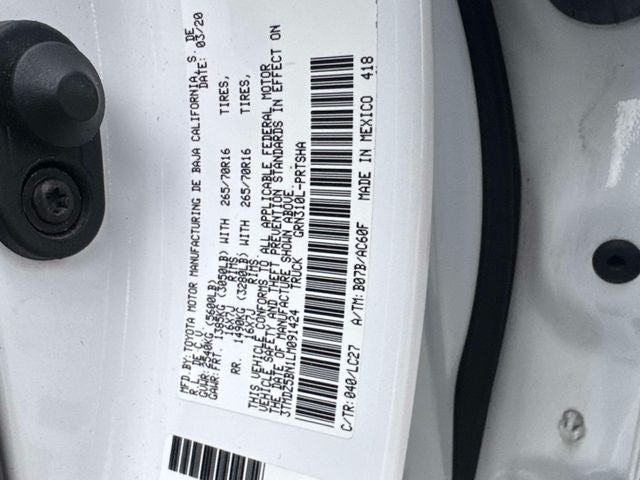 MFD.BY:TOYOTA MOTOR MANUFACTURING DE BAJA CALIFORNIA, S. DE
R.L. DE C.V. DATE: 03/20
GVWR: 2540KG (5600LB)
GAWR:FRT. 1385KG (3050LB) WITH 265/70R16 TIRES,
16X7J RIMS,
RR. 1490KG (3280LB) WITH 265/70R16 TIRES,
16X7J RIMS.
THIS VEHICLE CONFORMS TO ALL APPLICABLE FEDERAL MOTOR
VEHICLE SAFETY AND THEFT PREVENTION STANDARDS IN EFFECT ON
THE DATE OF MANUFACTURE SHOWN ABOVE.
3TMDZ5BN1LM091424 TRUCK GRN310L-PRTSHA
C/TR: 040/LC27 A/TM: B07B/AC60F MADE IN MEXICO 418